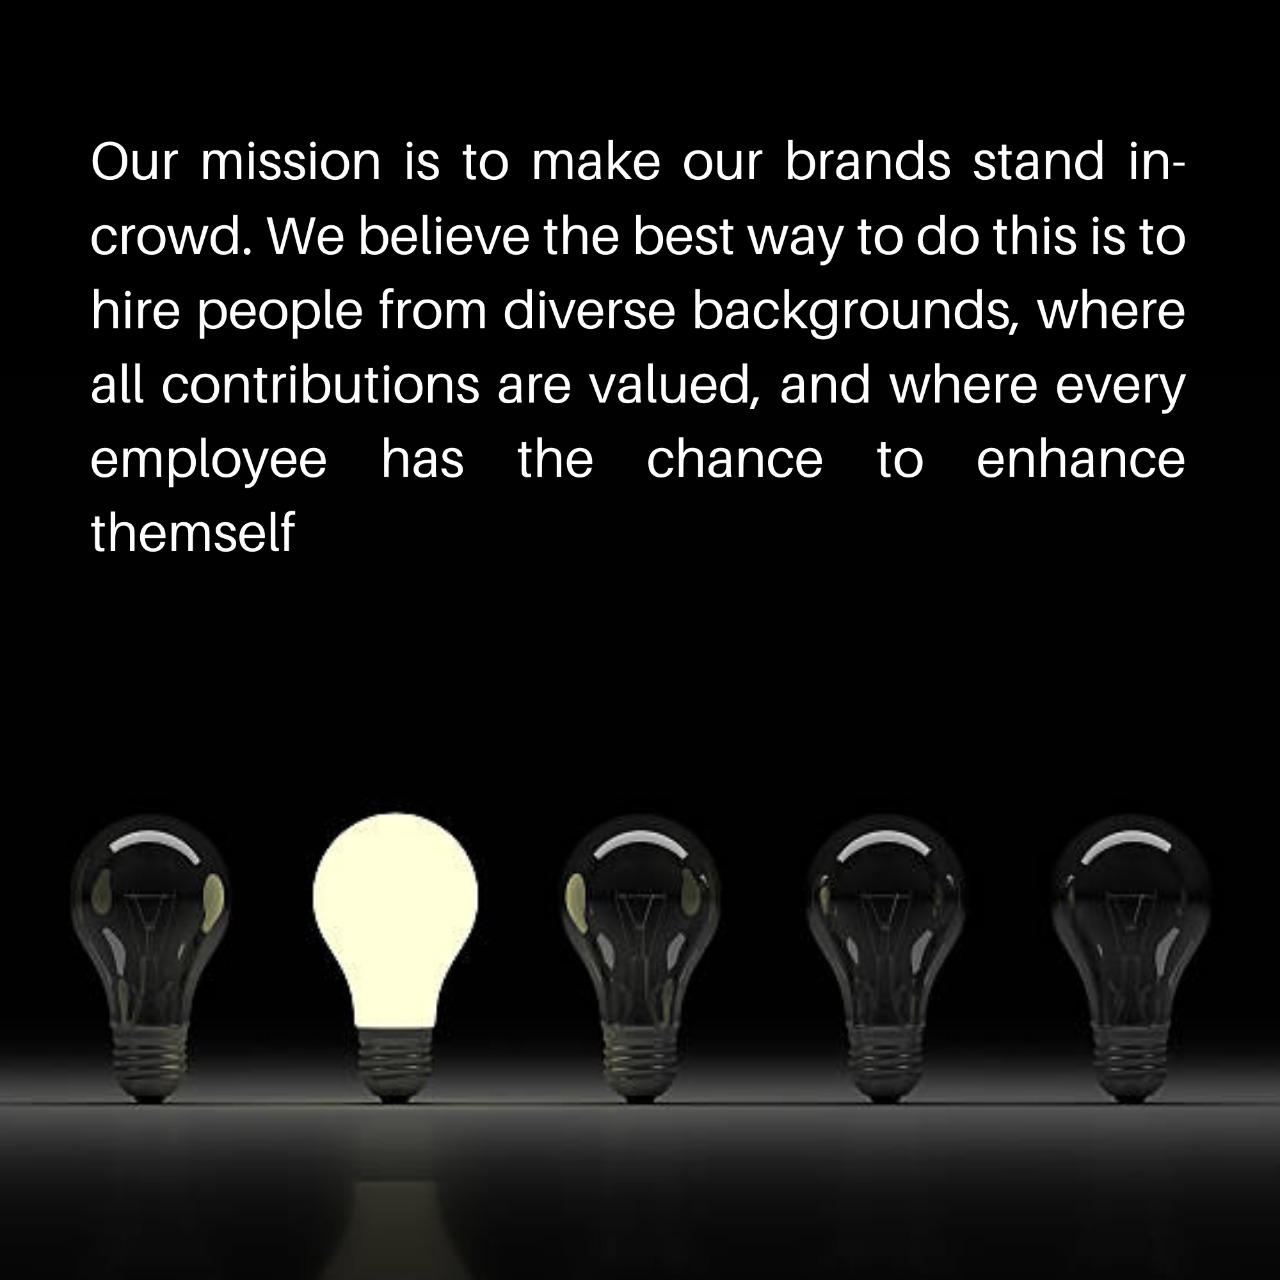 Our mission is to make our brands stand in-
crowd. We believe the best way to do this is to
hire people from diverse backgrounds, where
all contributions are valued, and where every
employee has the chance to enhance
themself